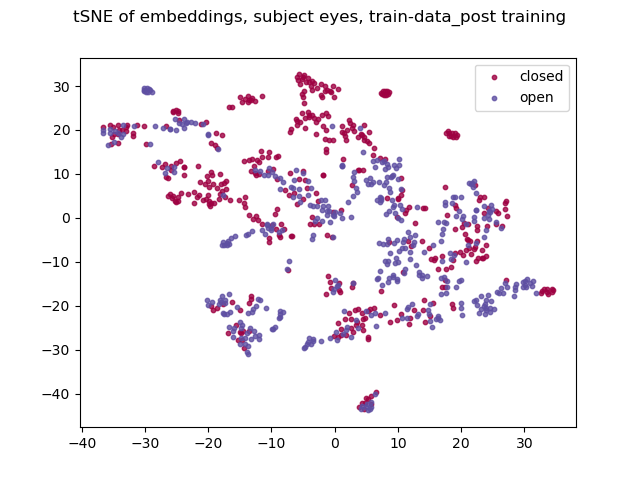 tSNE of embeddings, subject eyes, train-data_post training
closed
open
30
20
10
0
−10
−20
−30
−40
−40 −30 −20 −10 0 10 20 30